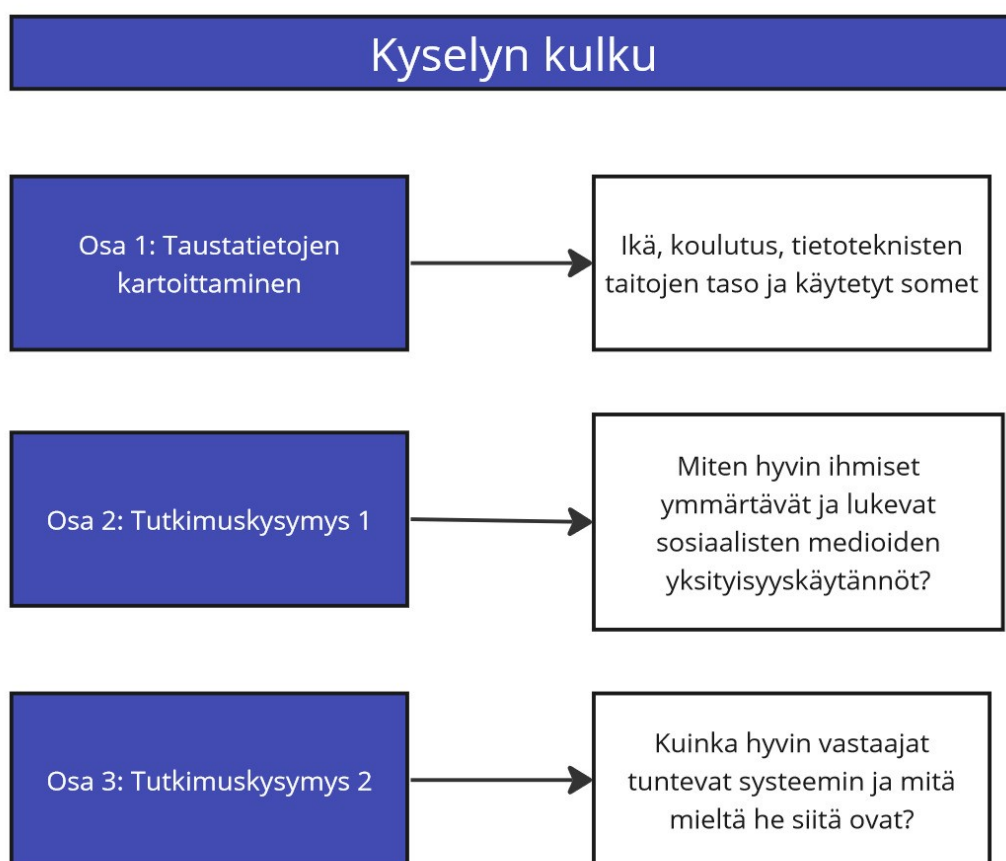 Kyselyn kulku
Osa 1: Taustatietojen
kartoittaminen
Ikä, koulutus, tietoteknisten
taitojen taso ja käytetyt somet
Osa 2: Tutkimuskysymys 1
Miten hyvin ihmiset
ymmärtävät ja lukevat
sosiaalisten medioiden
yksityisyyskäytännöt?
Osa 3: Tutkimuskysymys 2
Kuinka hyvin vastaajat
tuntevat systeemin ja mitä
mieltä he siitä ovat?